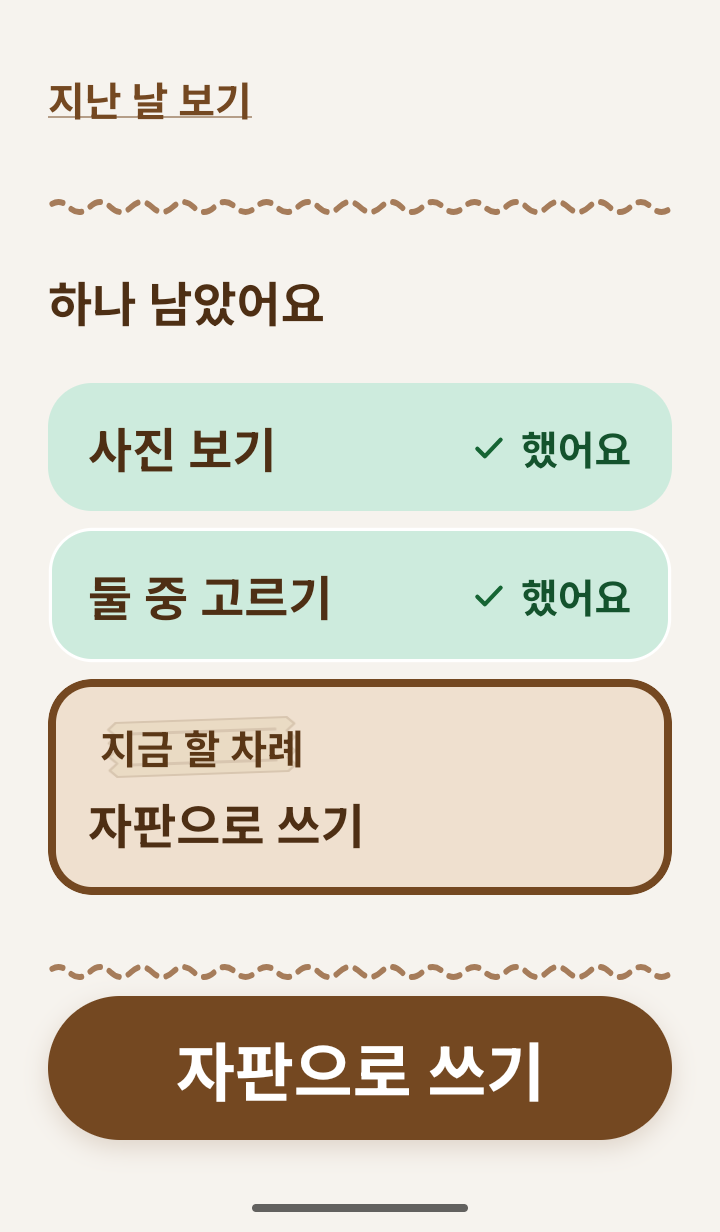 지난 날 보기
하나 남았어요
사진 보기
했어요
둘 중 고르기
했어요
지금 할 차례
자판으로 쓰기
자판으로 쓰기